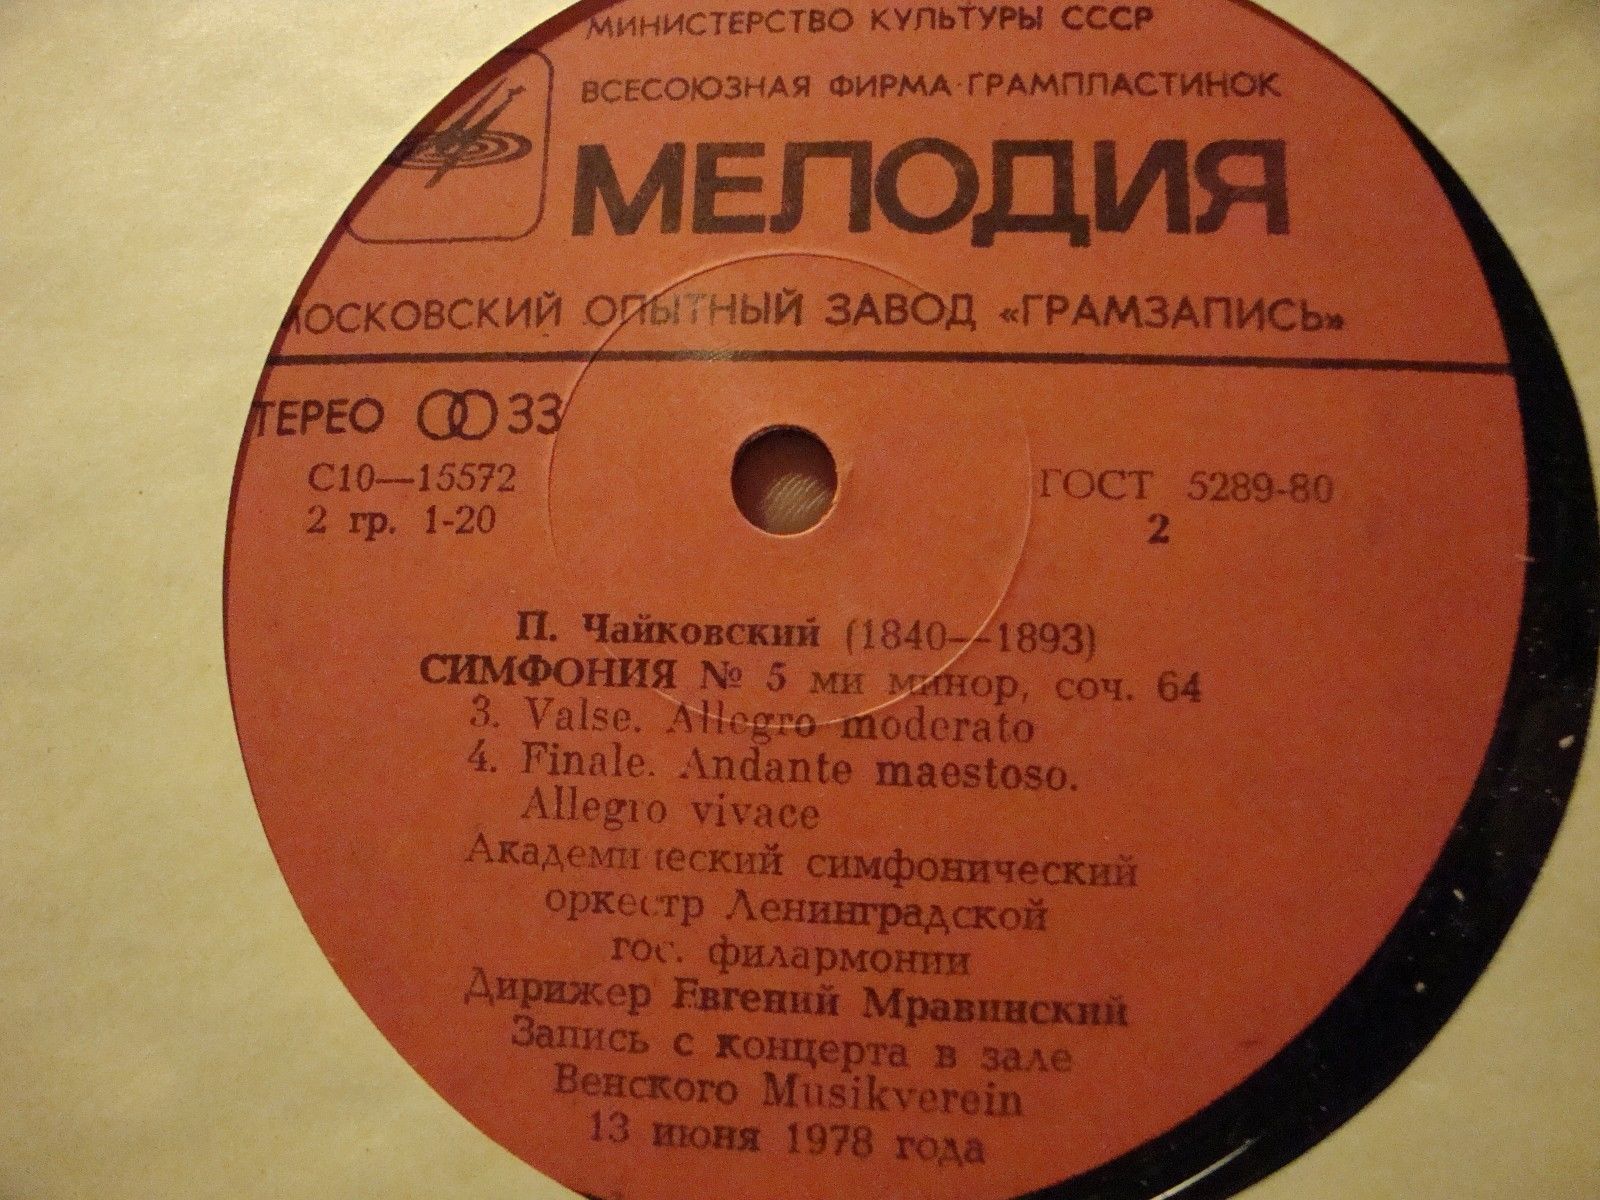 МИНИСТЕРСТВО КУЛЬТУРЫ СССР
ВСЕСОЮЗНАЯ ФИРМА ГРАМПЛАСТИНОК
МЕЛОДИЯ
МОСКОВСКИЙ ОПЫТНЫЙ ЗАВОД «ГРАМЗАПИСЬ»
ТЕРЕО 33
С10—15572
2 гр. 1-20
ГОСТ 5289-80
2
П. Чайковский (1840—1893)
СИМФОНИЯ № 5 ми минор, соч. 64
3. Valse. Allegro moderato
4. Finale. Andante maestoso.
Allegro vivace
Академический симфонический
оркестр Ленинградской
гос. филармонии
Дирижер Евгений Мравинский
Запись с концерта в зале
Венского Musikverein
13 июня 1978 года